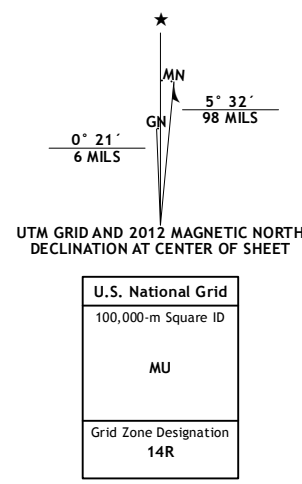 ★
MN
GN
5° 32´
98 MILS
0° 21´
6 MILS
UTM GRID AND 2012 MAGNETIC NORTH
DECLINATION AT CENTER OF SHEET
U.S. National Grid
100,000-m Square ID
MU
Grid Zone Designation
14R